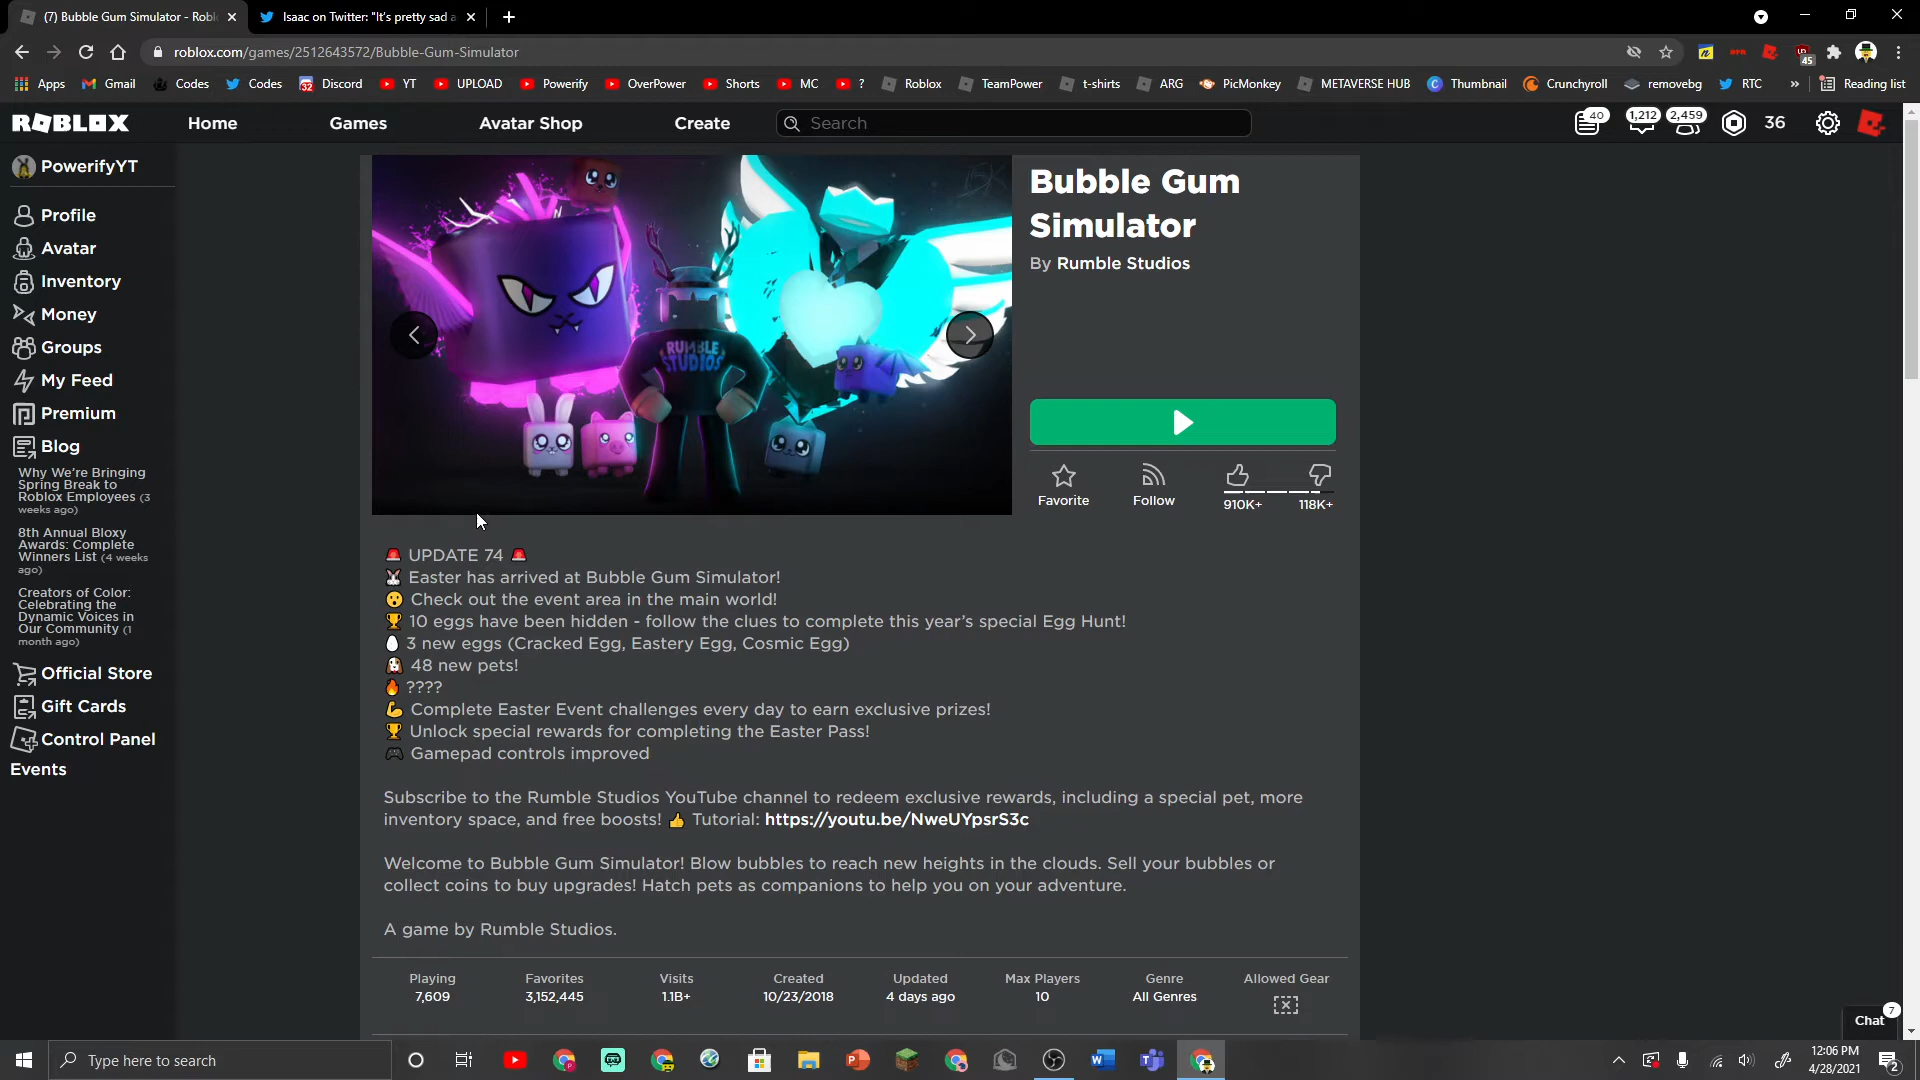 (7) Bubble Gum Simulator - Robl
Isaac on Twitter: "It's pretty sad a
roblox.com/games/2512643572/Bubble-Gum-Simulator
45
Apps Gmail Codes Codes 32 Discord YT UPLOAD Powerify OverPower Shorts MC ? Roblox TeamPower t-shirts ARG PicMonkey METAVERSE HUB Thumbnail Crunchyroll removebg RTC » Reading list
ROBLOX Home Games Avatar Shop Create Search 40 1,212 2,459 36
PowerifyYT
Profile
Avatar
Inventory
Money
Groups
My Feed
Premium
Blog
Why We're Bringing
Spring Break to
Roblox Employees (3
weeks ago)
8th Annual Bloxy
Awards: Complete
Winners List (4 weeks
ago)
Creators of Color:
Celebrating the
Dynamic Voices in
Our Community (1
month ago)
Official Store
Gift Cards
Control Panel
Events
RUMBLE
STUDIOS
Bubble Gum
Simulator
By Rumble Studios
Favorite Follow 910K+ 118K+
🚨 UPDATE 74 🚨
🐰 Easter has arrived at Bubble Gum Simulator!
😮 Check out the event area in the main world!
🏆 10 eggs have been hidden - follow the clues to complete this year's special Egg Hunt!
🥚 3 new eggs (Cracked Egg, Eastery Egg, Cosmic Egg)
🐶 48 new pets!
🔥 ????
💪 Complete Easter Event challenges every day to earn exclusive prizes!
🏆 Unlock special rewards for completing the Easter Pass!
🎮 Gamepad controls improved
Subscribe to the Rumble Studios YouTube channel to redeem exclusive rewards, including a special pet, more
inventory space, and free boosts! 👍 Tutorial: https://youtu.be/NweUYpsrS3c
Welcome to Bubble Gum Simulator! Blow bubbles to reach new heights in the clouds. Sell your bubbles or
collect coins to buy upgrades! Hatch pets as companions to help you on your adventure.
A game by Rumble Studios.
Playing Favorites Visits Created Updated Max Players Genre Allowed Gear
7,609 3,152,445 1.1B+ 10/23/2018 4 days ago 10 All Genres
Chat 7
Type here to search
12:06 PM
4/28/2021
2